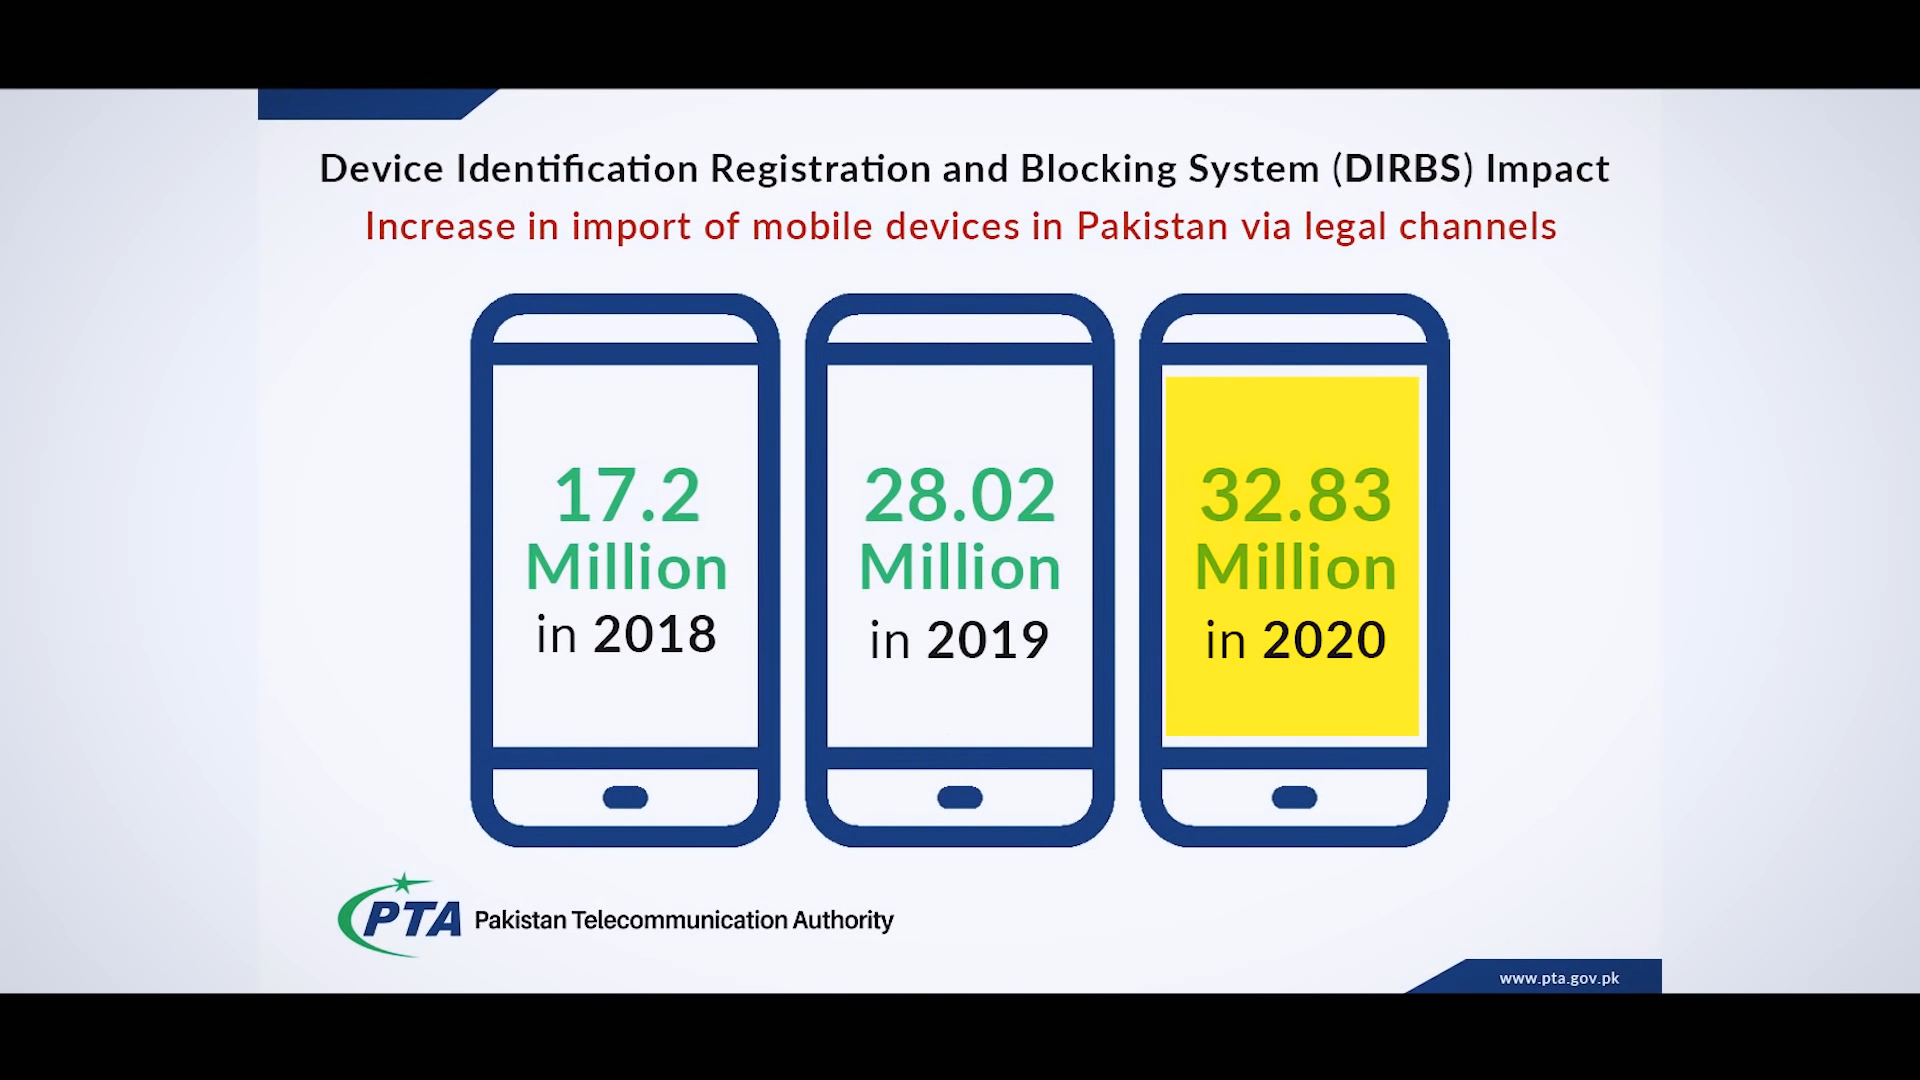 Device Identification Registration and Blocking System (DIRBS) Impact
Increase in import of mobile devices in Pakistan via legal channels
17.2
Million
in 2018
28.02
Million
in 2019
32.83
Million
in 2020
PTA Pakistan Telecommunication Authority
www.pta.gov.pk